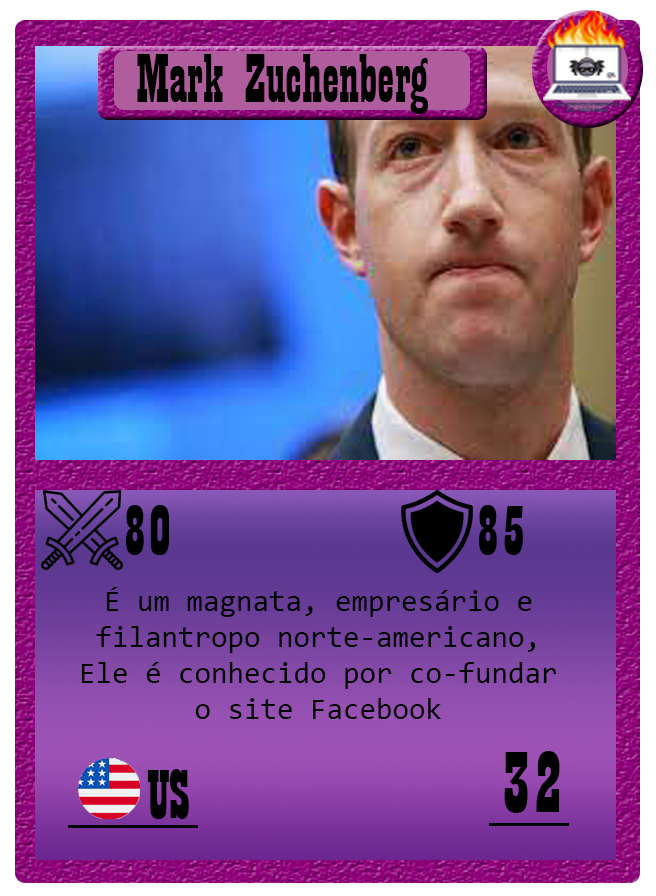 Mark Zuchenberg
80
85
É um magnata, empresário e
filantropo norte-americano,
Ele é conhecido por co-fundar
o site Facebook
US
32